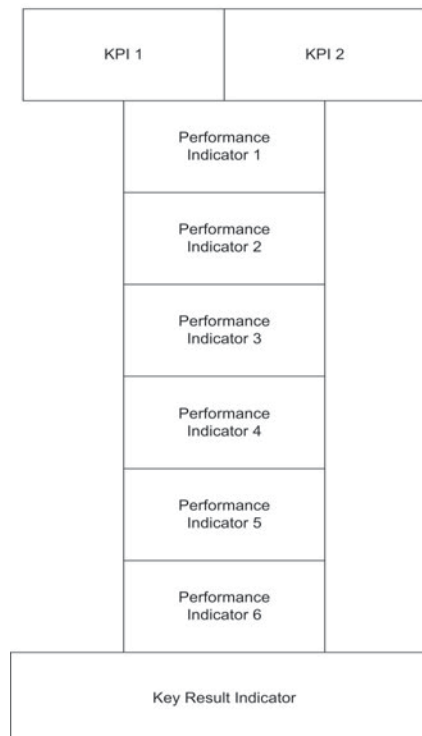 KPI 1
KPI 2
Performance
Indicator 1
Performance
Indicator 2
Performance
Indicator 3
Performance
Indicator 4
Performance
Indicator 5
Performance
Indicator 6
Key Result Indicator